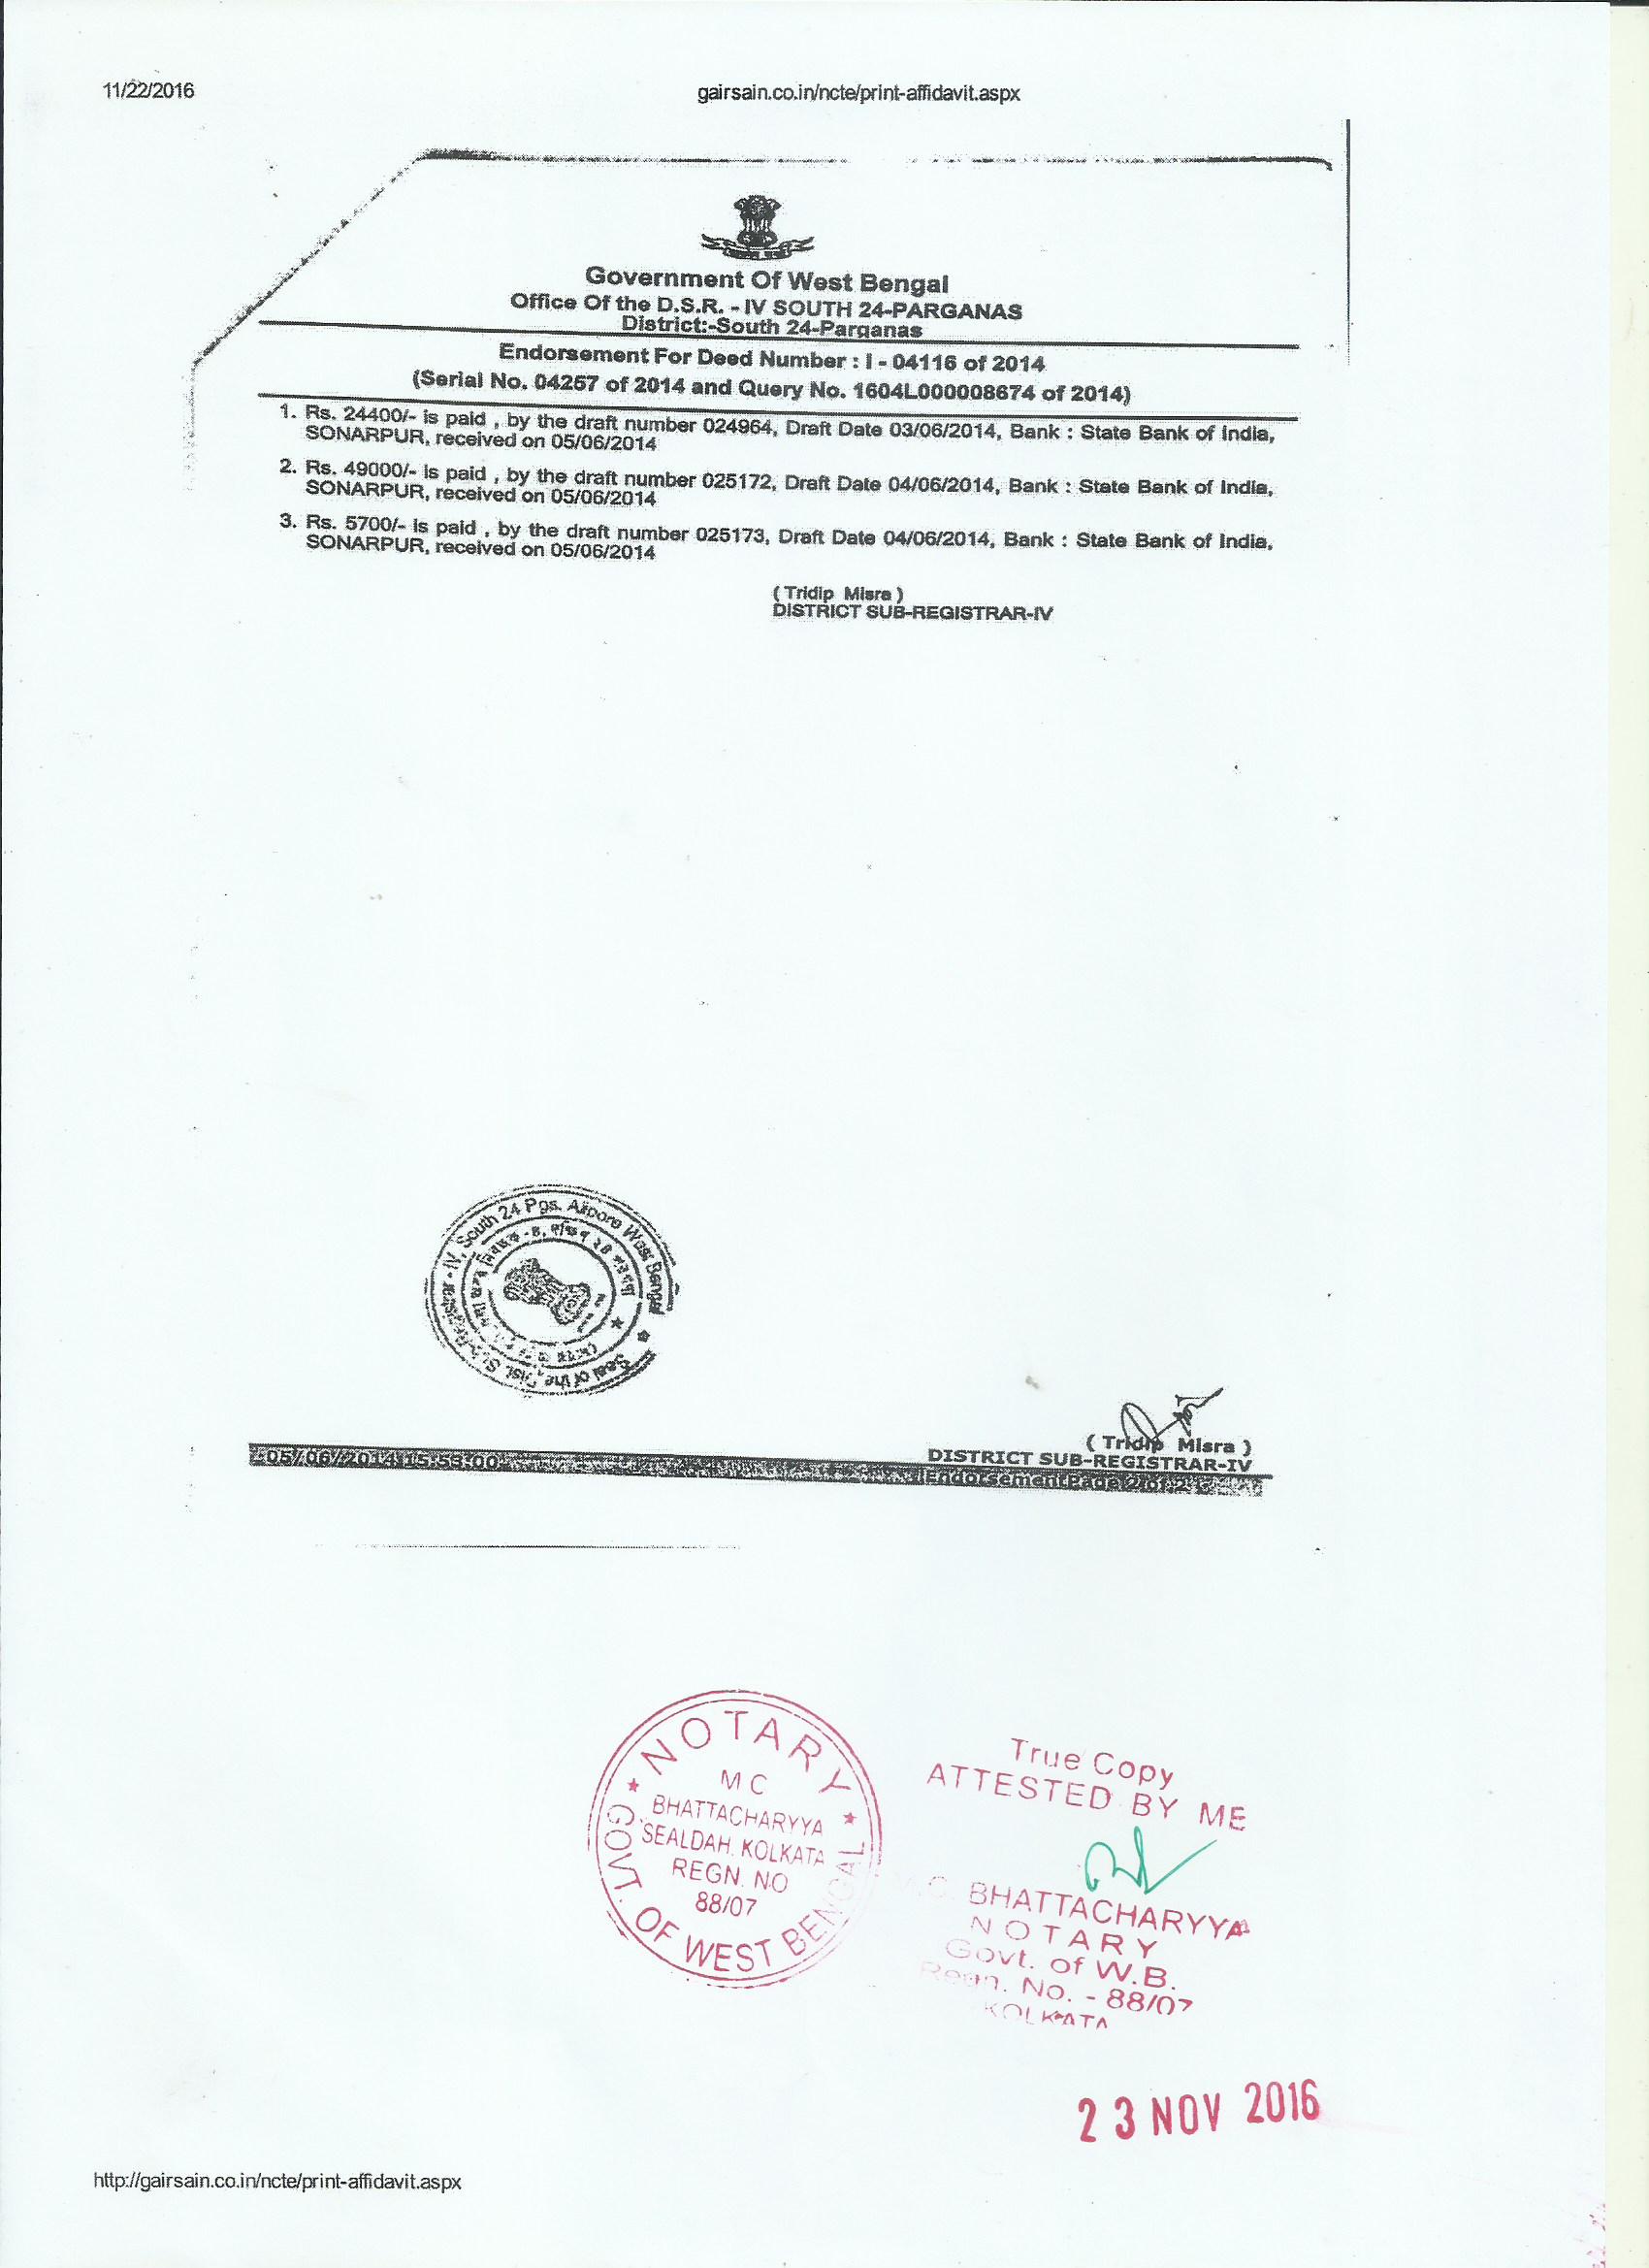 11/22/2016
gairsain.co.in/ncte/print-affidavit.aspx
Government Of West Bengal
Office Of the D.S.R. - IV SOUTH 24-PARGANAS
District:-South 24-Parganas
Endorsement For Deed Number : I - 04116 of 2014
(Serial No. 04257 of 2014 and Query No. 1604L000008674 of 2014)
1. Rs. 24400/- is paid , by the draft number 024964, Draft Date 03/06/2014, Bank : State Bank of India,
SONARPUR, received on 05/06/2014
2. Rs. 49000/- is paid , by the draft number 025172, Draft Date 04/06/2014, Bank : State Bank of India,
SONARPUR, received on 05/06/2014
3. Rs. 5700/- is paid , by the draft number 025173, Draft Date 04/06/2014, Bank : State Bank of India,
SONARPUR, received on 05/06/2014
( Tridip Misra )
DISTRICT SUB-REGISTRAR-IV
Seal of the Dist. Sub-Registrar - IV, South 24 Pgs. Alipore West Bengal
( Tridip Misra )
DISTRICT SUB-REGISTRAR-IV
05/06/2014 15:53:00
EndorsementPage 2 of 2
NOTARY
M C
BHATTACHARYYA
SEALDAH. KOLKATA
REGN. NO
88/07
GOVT. OF WEST BENGAL
True Copy
ATTESTED BY ME
C. BHATTACHARYYA
NOTARY
Govt. of W.B.
Regn. No. - 88/07
KOLKATA
23 NOV 2016
http://gairsain.co.in/ncte/print-affidavit.aspx